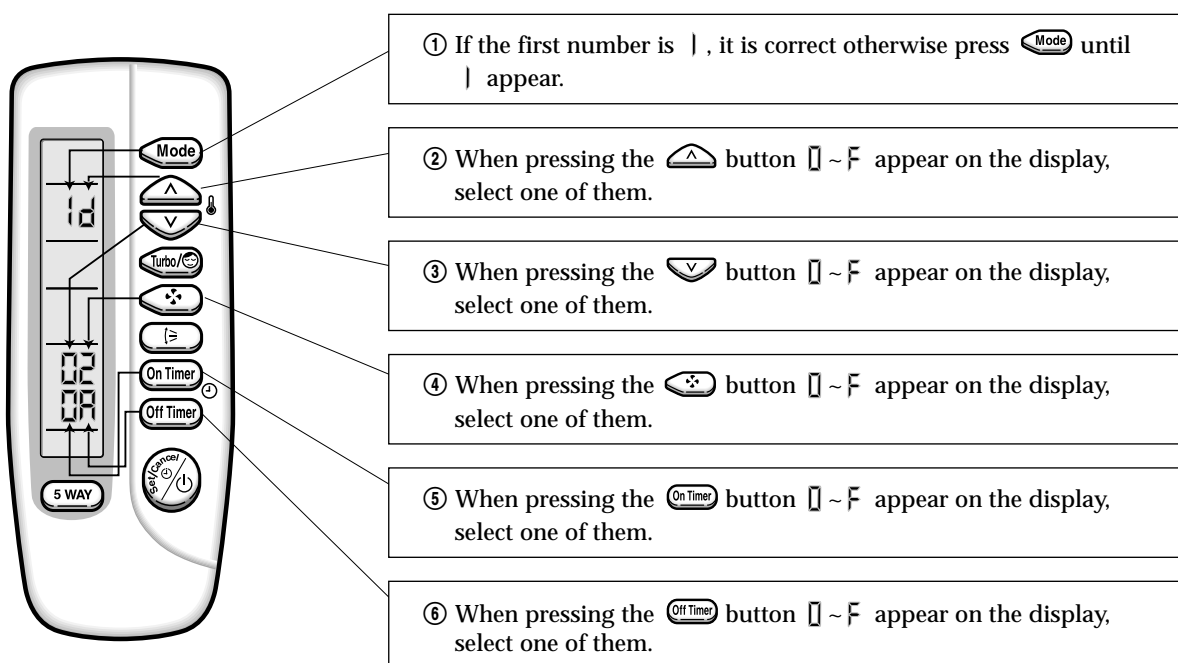 ① If the first number is 1 , it is correct otherwise press Mode until
1 appear.
② When pressing the ∧ button 0 ~ F appear on the display,
select one of them.
③ When pressing the ∨ button 0 ~ F appear on the display,
select one of them.
④ When pressing the button 0 ~ F appear on the display,
select one of them.
⑤ When pressing the On Timer button 0 ~ F appear on the display,
select one of them.
⑥ When pressing the Off Timer button 0 ~ F appear on the display,
select one of them.
Mode
1d
Turbo/
02
On Timer
0A
Off Timer
Set/Cancel
5 WAY